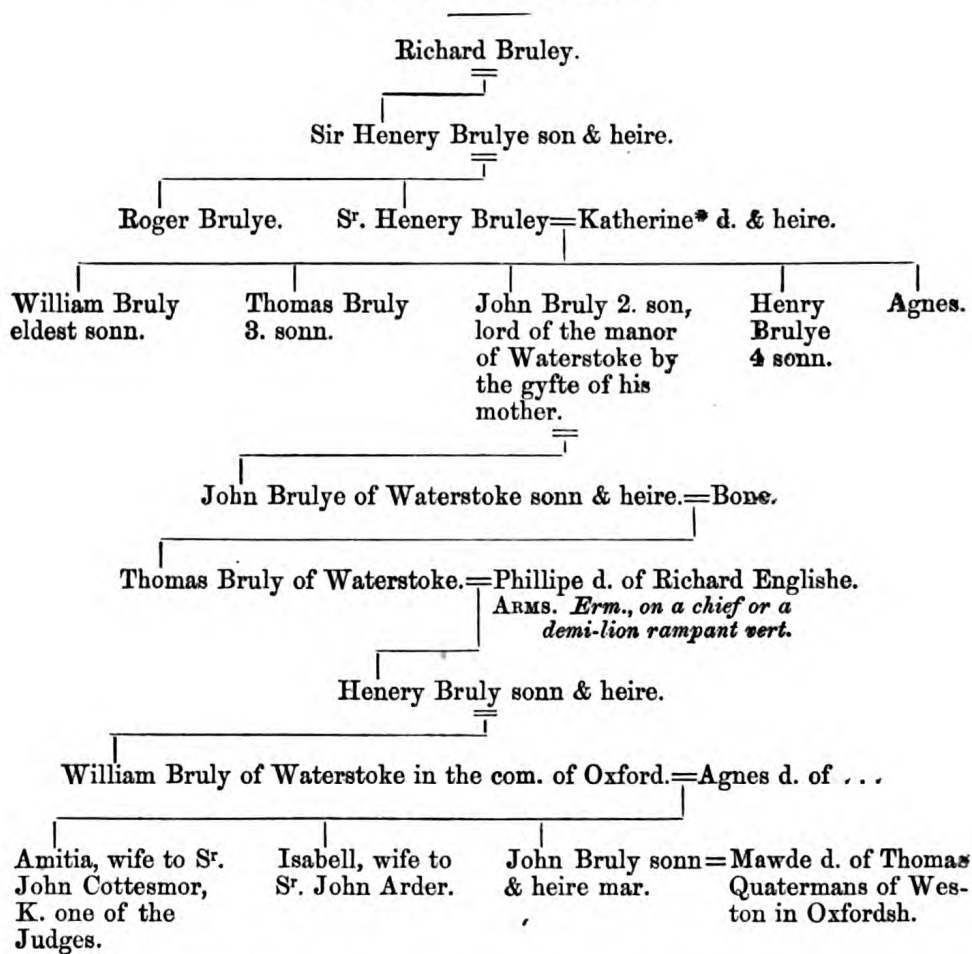 Richard Bruley.
Sir Henery Brulye son & heire.
Roger Brulye.
Sr. Henery Bruley=Katherine* d. & heire.
William Bruly
eldest sonn.
Thomas Bruly
3. sonn.
John Bruly 2. son,
lord of the manor
of Waterstoke by
the gyfte of his
mother.
Henry
Brulye
4 sonn.
Agnes.
John Brulye of Waterstoke sonn & heire.=Bone.
Thomas Bruly of Waterstoke.=Phillipe d. of Richard Englishe.
ARMS. Erm., on a chief or a
demi-lion rampant vert.
Henery Bruly sonn & heire.
William Bruly of Waterstoke in the com. of Oxford.=Agnes d. of ...
Amitia, wife to Sr.
John Cottesmor,
K. one of the
Judges.
Isabell, wife to
Sr. John Arder.
John Bruly sonn
& heire mar.
=Mawde d. of Thomas
Quatermans of Wes-
ton in Oxfordsh.